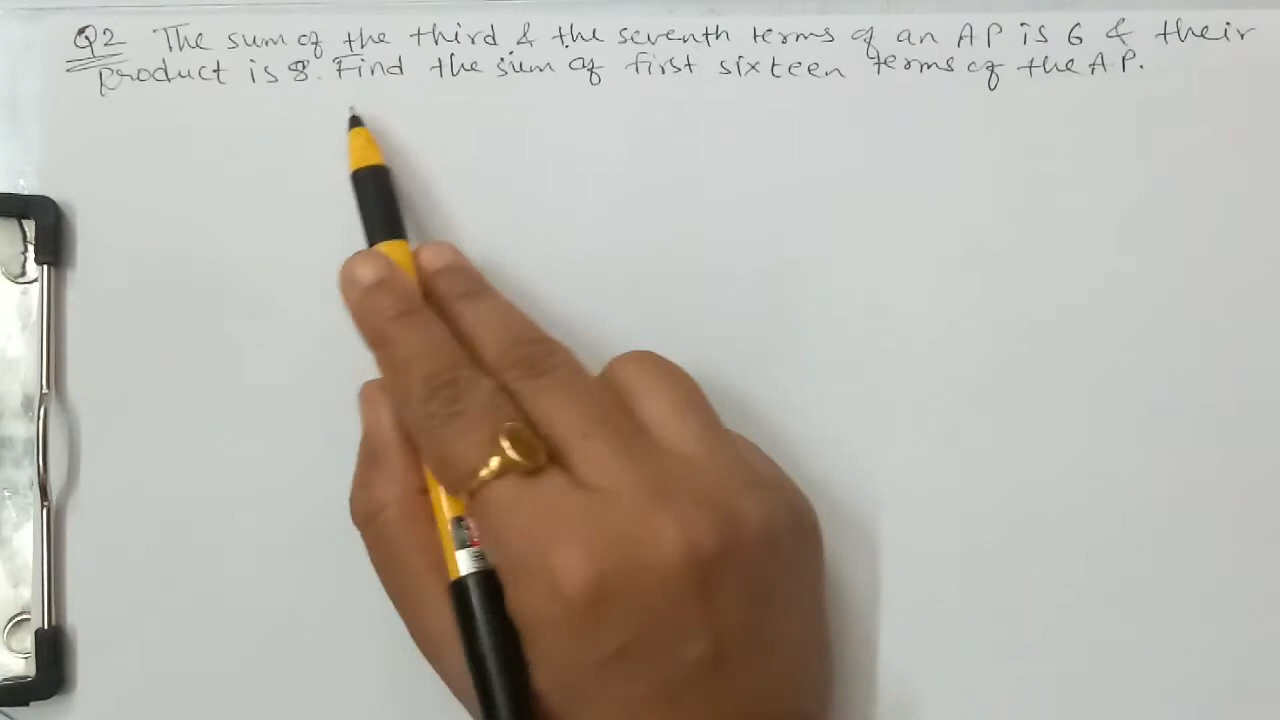 Q2 The sum of the third & the seventh terms of an AP is 6 & their
product is 8. Find the sum of first sixteen terms of the AP.